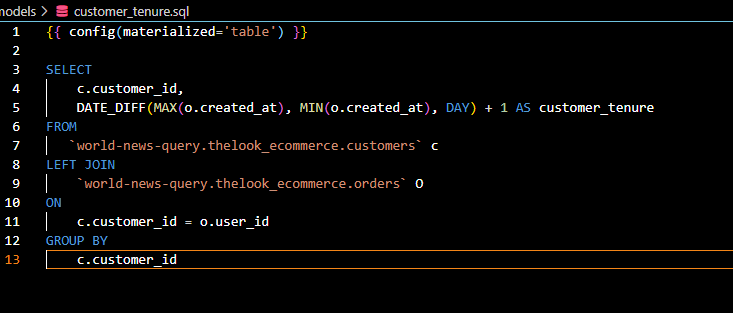 models > customer_tenure.sql
1 {{ config(materialized='table') }}
2
3 SELECT
4 c.customer_id,
5 DATE_DIFF(MAX(o.created_at), MIN(o.created_at), DAY) + 1 AS customer_tenure
6 FROM
7 `world-news-query.thelook_ecommerce.customers` c
8 LEFT JOIN
9 `world-news-query.thelook_ecommerce.orders` O
10 ON
11 c.customer_id = o.user_id
12 GROUP BY
13 c.customer_id